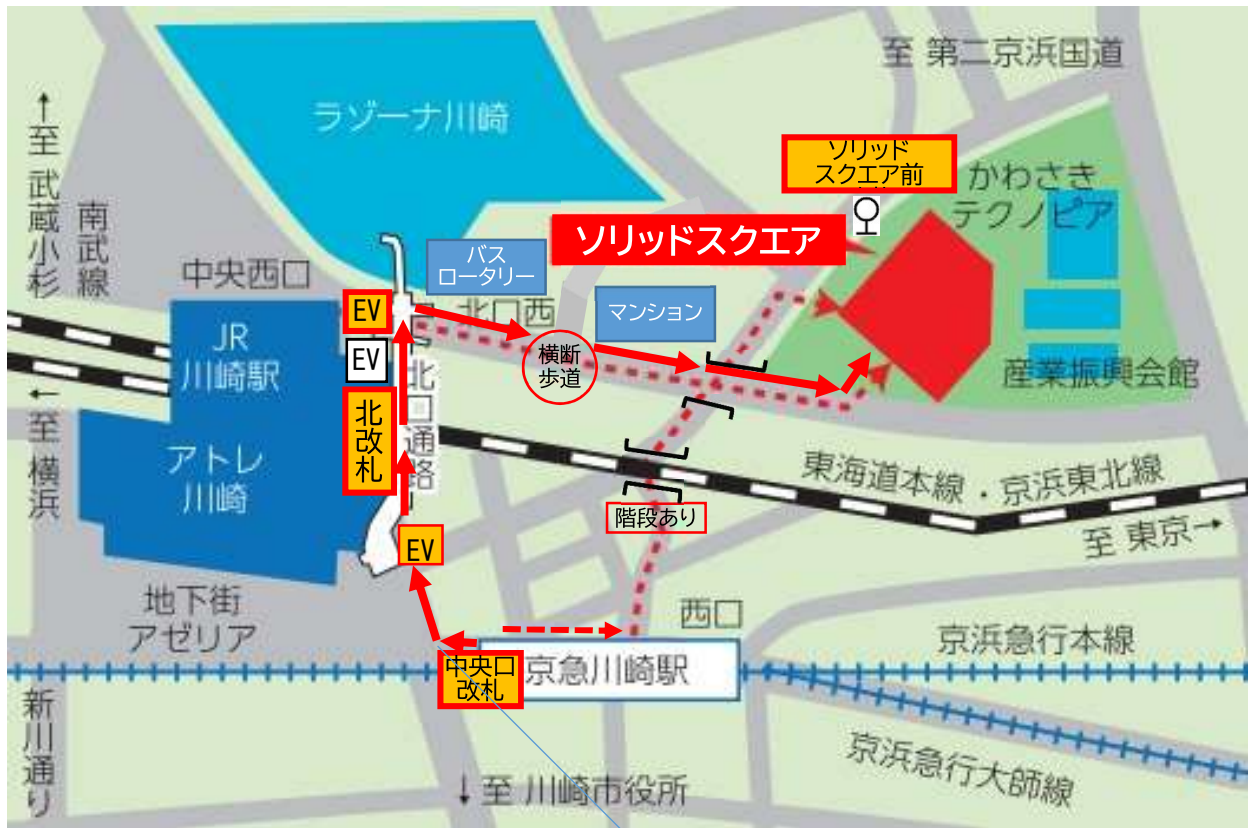 至 第二京浜国道
ラゾーナ川崎
↑至 武蔵小杉
南武線
ソリッド
スクエア前
かわさき
テクノピア
ソリッドスクエア
バス
ロータリー
中央西口
EV
北口西
マンション
JR
川崎駅
EV
横断
歩道
産業振興会館
←至 横浜
北改札
北口通路
アトレ
川崎
東海道本線・京浜東北線
階段あり
至 東京→
EV
地下街
アゼリア
西口
京浜急行本線
中央口
改札
京急川崎駅
新川通り
京浜急行大師線
↓至 川崎市役所